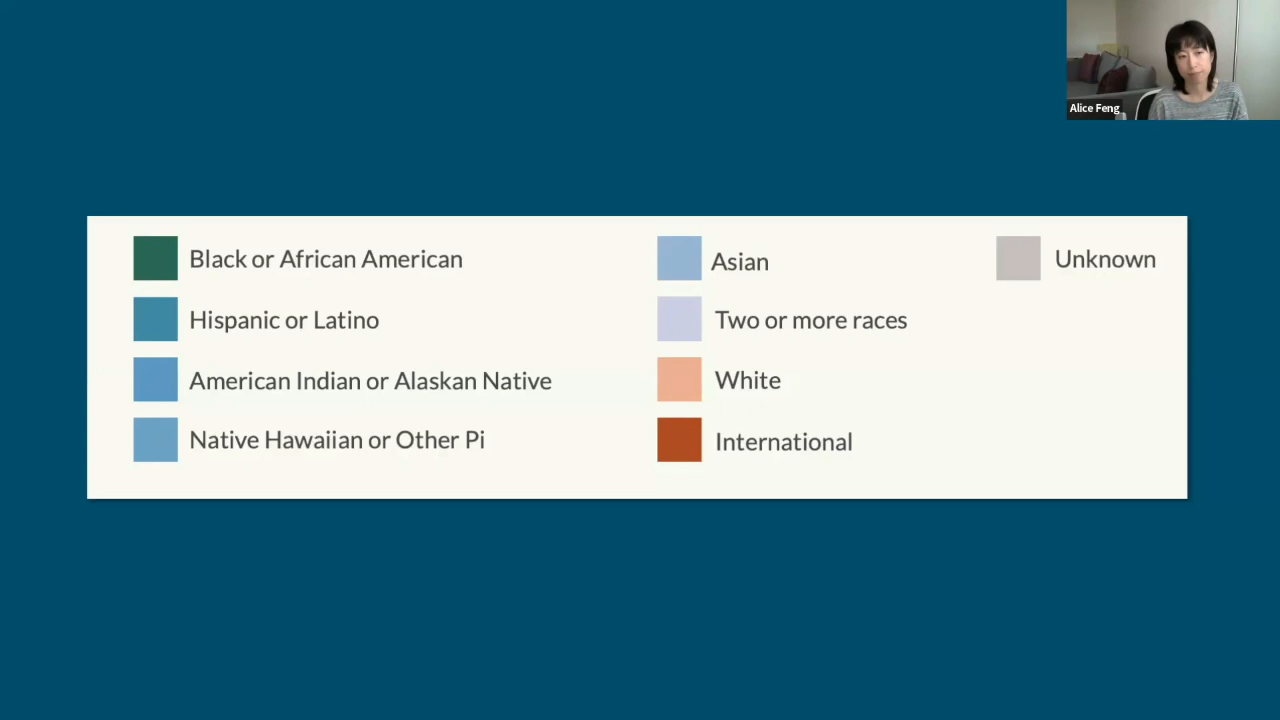 Alice Feng
Black or African American
Hispanic or Latino
American Indian or Alaskan Native
Native Hawaiian or Other Pi
Asian
Two or more races
White
International
Unknown